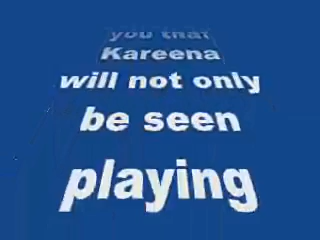 you that
Kareena
will not only
be seen
playing